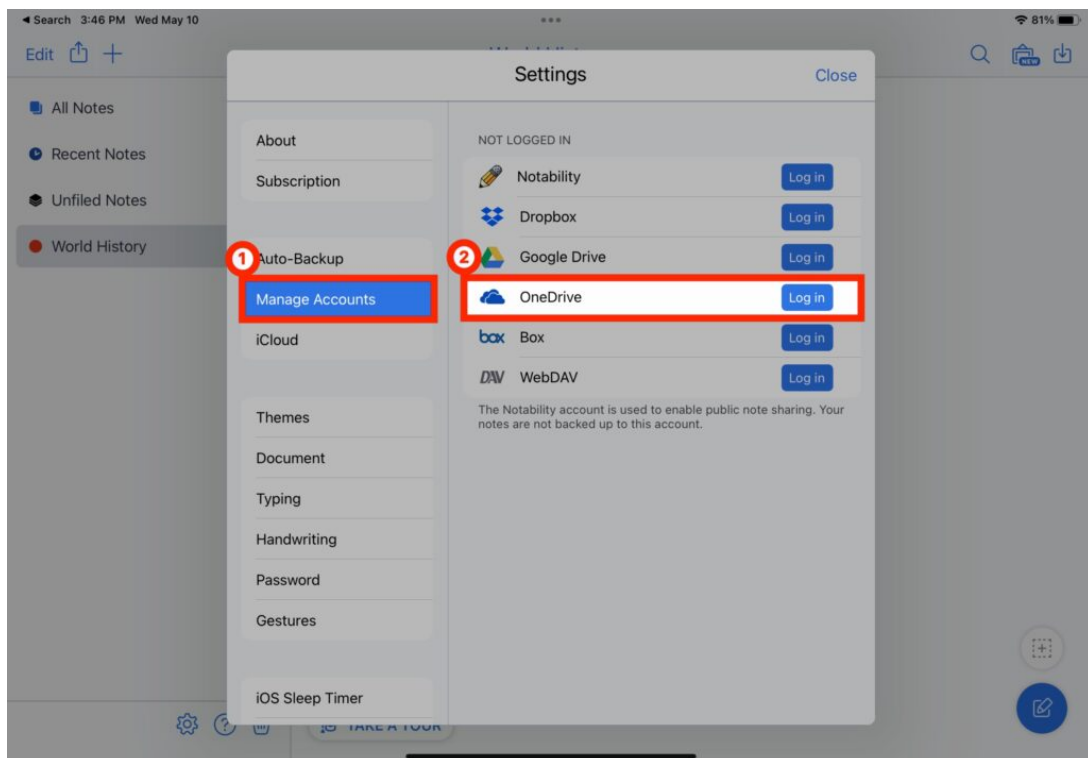 Search 3:46 PM Wed May 10
81%
Edit
Settings
Close
All Notes
Recent Notes
Unfiled Notes
World History
About
Subscription
1
Auto-Backup
Manage Accounts
iCloud
Themes
Document
Typing
Handwriting
Password
Gestures
iOS Sleep Timer
NOT LOGGED IN
Notability Log in
Dropbox Log in
2
Google Drive Log in
OneDrive Log in
box Box Log in
DAV WebDAV Log in
The Notability account is used to enable public note sharing. Your
notes are not backed up to this account.
NEW
TAKE A TOUR